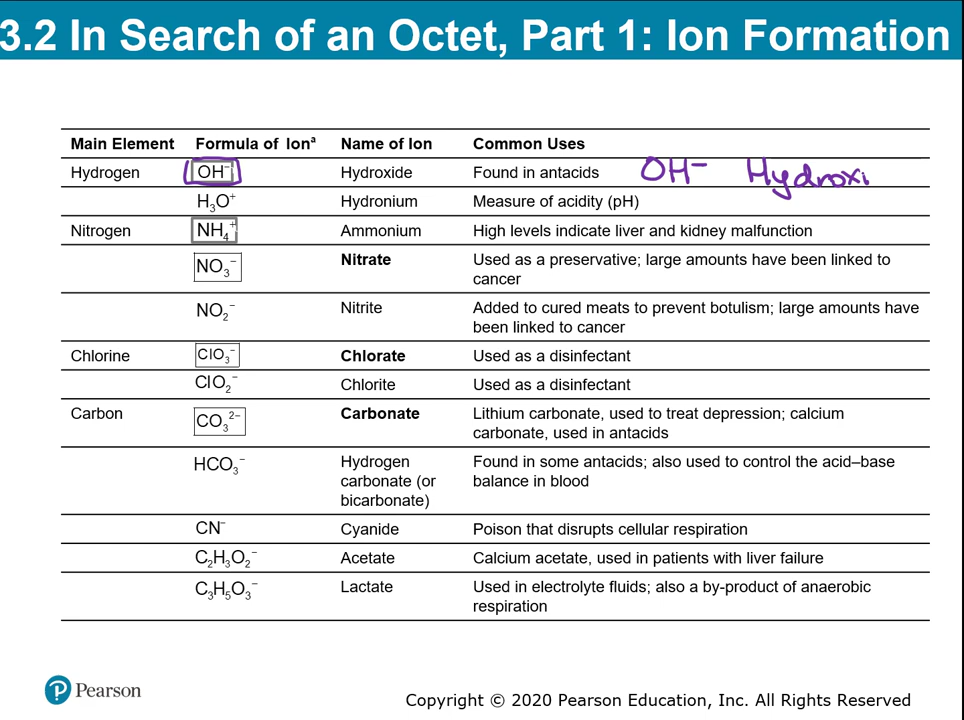 3.2 In Search of an Octet, Part 1: Ion Formation
Main Element Formula of Ionᵃ Name of Ion Common Uses
Hydrogen OH⁻ Hydroxide Found in antacids OH⁻ Hydroxi
H₃O⁺ Hydronium Measure of acidity (pH)
Nitrogen NH₄⁺ Ammonium High levels indicate liver and kidney malfunction
NO₃⁻ Nitrate Used as a preservative; large amounts have been linked to
cancer
NO₂⁻ Nitrite Added to cured meats to prevent botulism; large amounts have
been linked to cancer
Chlorine ClO₃⁻ Chlorate Used as a disinfectant
ClO₂⁻ Chlorite Used as a disinfectant
Carbon CO₃²⁻ Carbonate Lithium carbonate, used to treat depression; calcium
carbonate, used in antacids
HCO₃⁻ Hydrogen Found in some antacids; also used to control the acid–base
carbonate (or balance in blood
bicarbonate)
CN⁻ Cyanide Poison that disrupts cellular respiration
C₂H₃O₂⁻ Acetate Calcium acetate, used in patients with liver failure
C₃H₅O₃⁻ Lactate Used in electrolyte fluids; also a by-product of anaerobic
respiration
P Pearson
Copyright © 2020 Pearson Education, Inc. All Rights Reserved